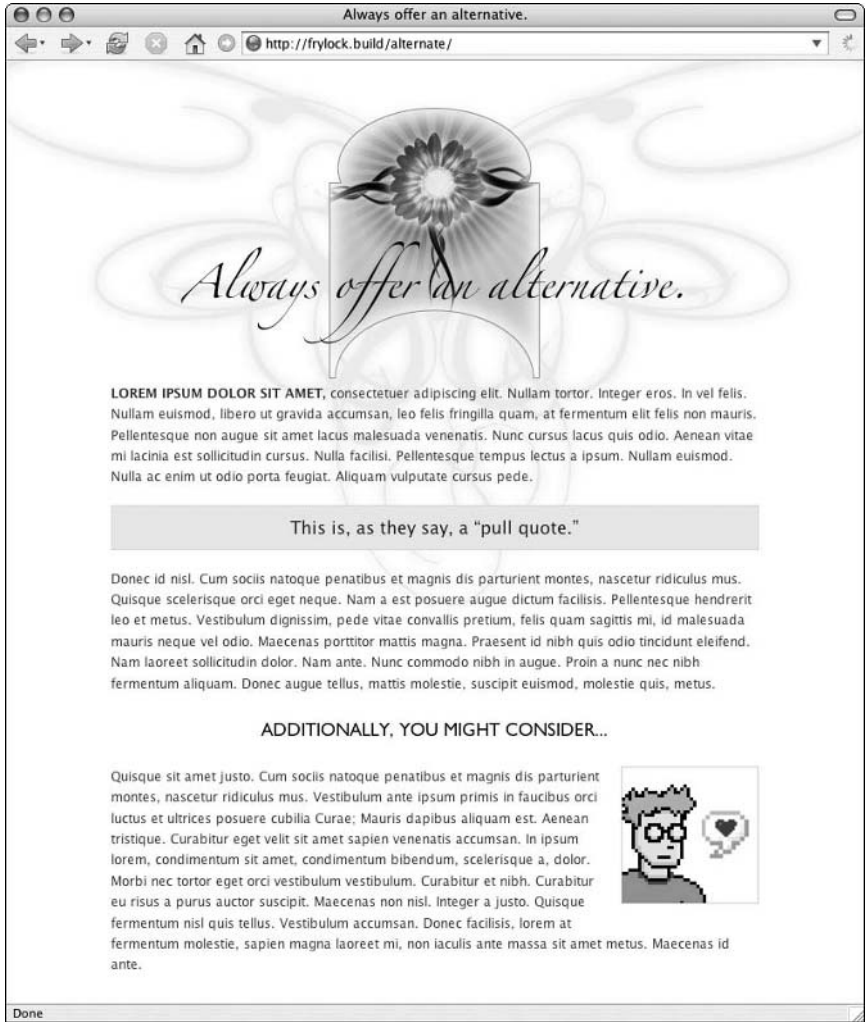 Always offer an alternative.
http://frylock.build/alternate/
Always offer an alternative.
LOREM IPSUM DOLOR SIT AMET, consectetuer adipiscing elit. Nullam tortor. Integer eros. In vel felis.
Nullam euismod, libero ut gravida accumsan, leo felis fringilla quam, at fermentum elit felis non mauris.
Pellentesque non augue sit amet lacus malesuada venenatis. Nunc cursus lacus quis odio. Aenean vitae
mi lacinia est sollicitudin cursus. Nulla facilisi. Pellentesque tempus lectus a ipsum. Nullam euismod.
Nulla ac enim ut odio porta feugiat. Aliquam vulputate cursus pede.
This is, as they say, a “pull quote.”
Donec id nisl. Cum sociis natoque penatibus et magnis dis parturient montes, nascetur ridiculus mus.
Quisque scelerisque orci eget neque. Nam a est posuere augue dictum facilisis. Pellentesque hendrerit
leo et metus. Vestibulum dignissim, pede vitae convallis pretium, felis quam sagittis mi, id malesuada
mauris neque vel odio. Maecenas porttitor mattis magna. Praesent id nibh quis odio tincidunt eleifend.
Nam laoreet sollicitudin dolor. Nam ante. Nunc commodo nibh in augue. Proin a nunc nec nibh
fermentum aliquam. Donec augue tellus, mattis molestie, suscipit euismod, molestie quis, metus.
ADDITIONALLY, YOU MIGHT CONSIDER...
Quisque sit amet justo. Cum sociis natoque penatibus et magnis dis parturient
montes, nascetur ridiculus mus. Vestibulum ante ipsum primis in faucibus orci
luctus et ultrices posuere cubilia Curae; Mauris dapibus aliquam est. Aenean
tristique. Curabitur eget velit sit amet sapien venenatis accumsan. In ipsum
lorem, condimentum sit amet, condimentum bibendum, scelerisque a, dolor.
Morbi nec tortor eget orci vestibulum vestibulum. Curabitur et nibh. Curabitur
eu risus a purus auctor suscipit. Maecenas non nisl. Integer a justo. Quisque
fermentum nisl quis tellus. Vestibulum accumsan. Donec facilisis, lorem at
fermentum molestie, sapien magna laoreet mi, non iaculis ante massa sit amet metus. Maecenas id
ante.
Done